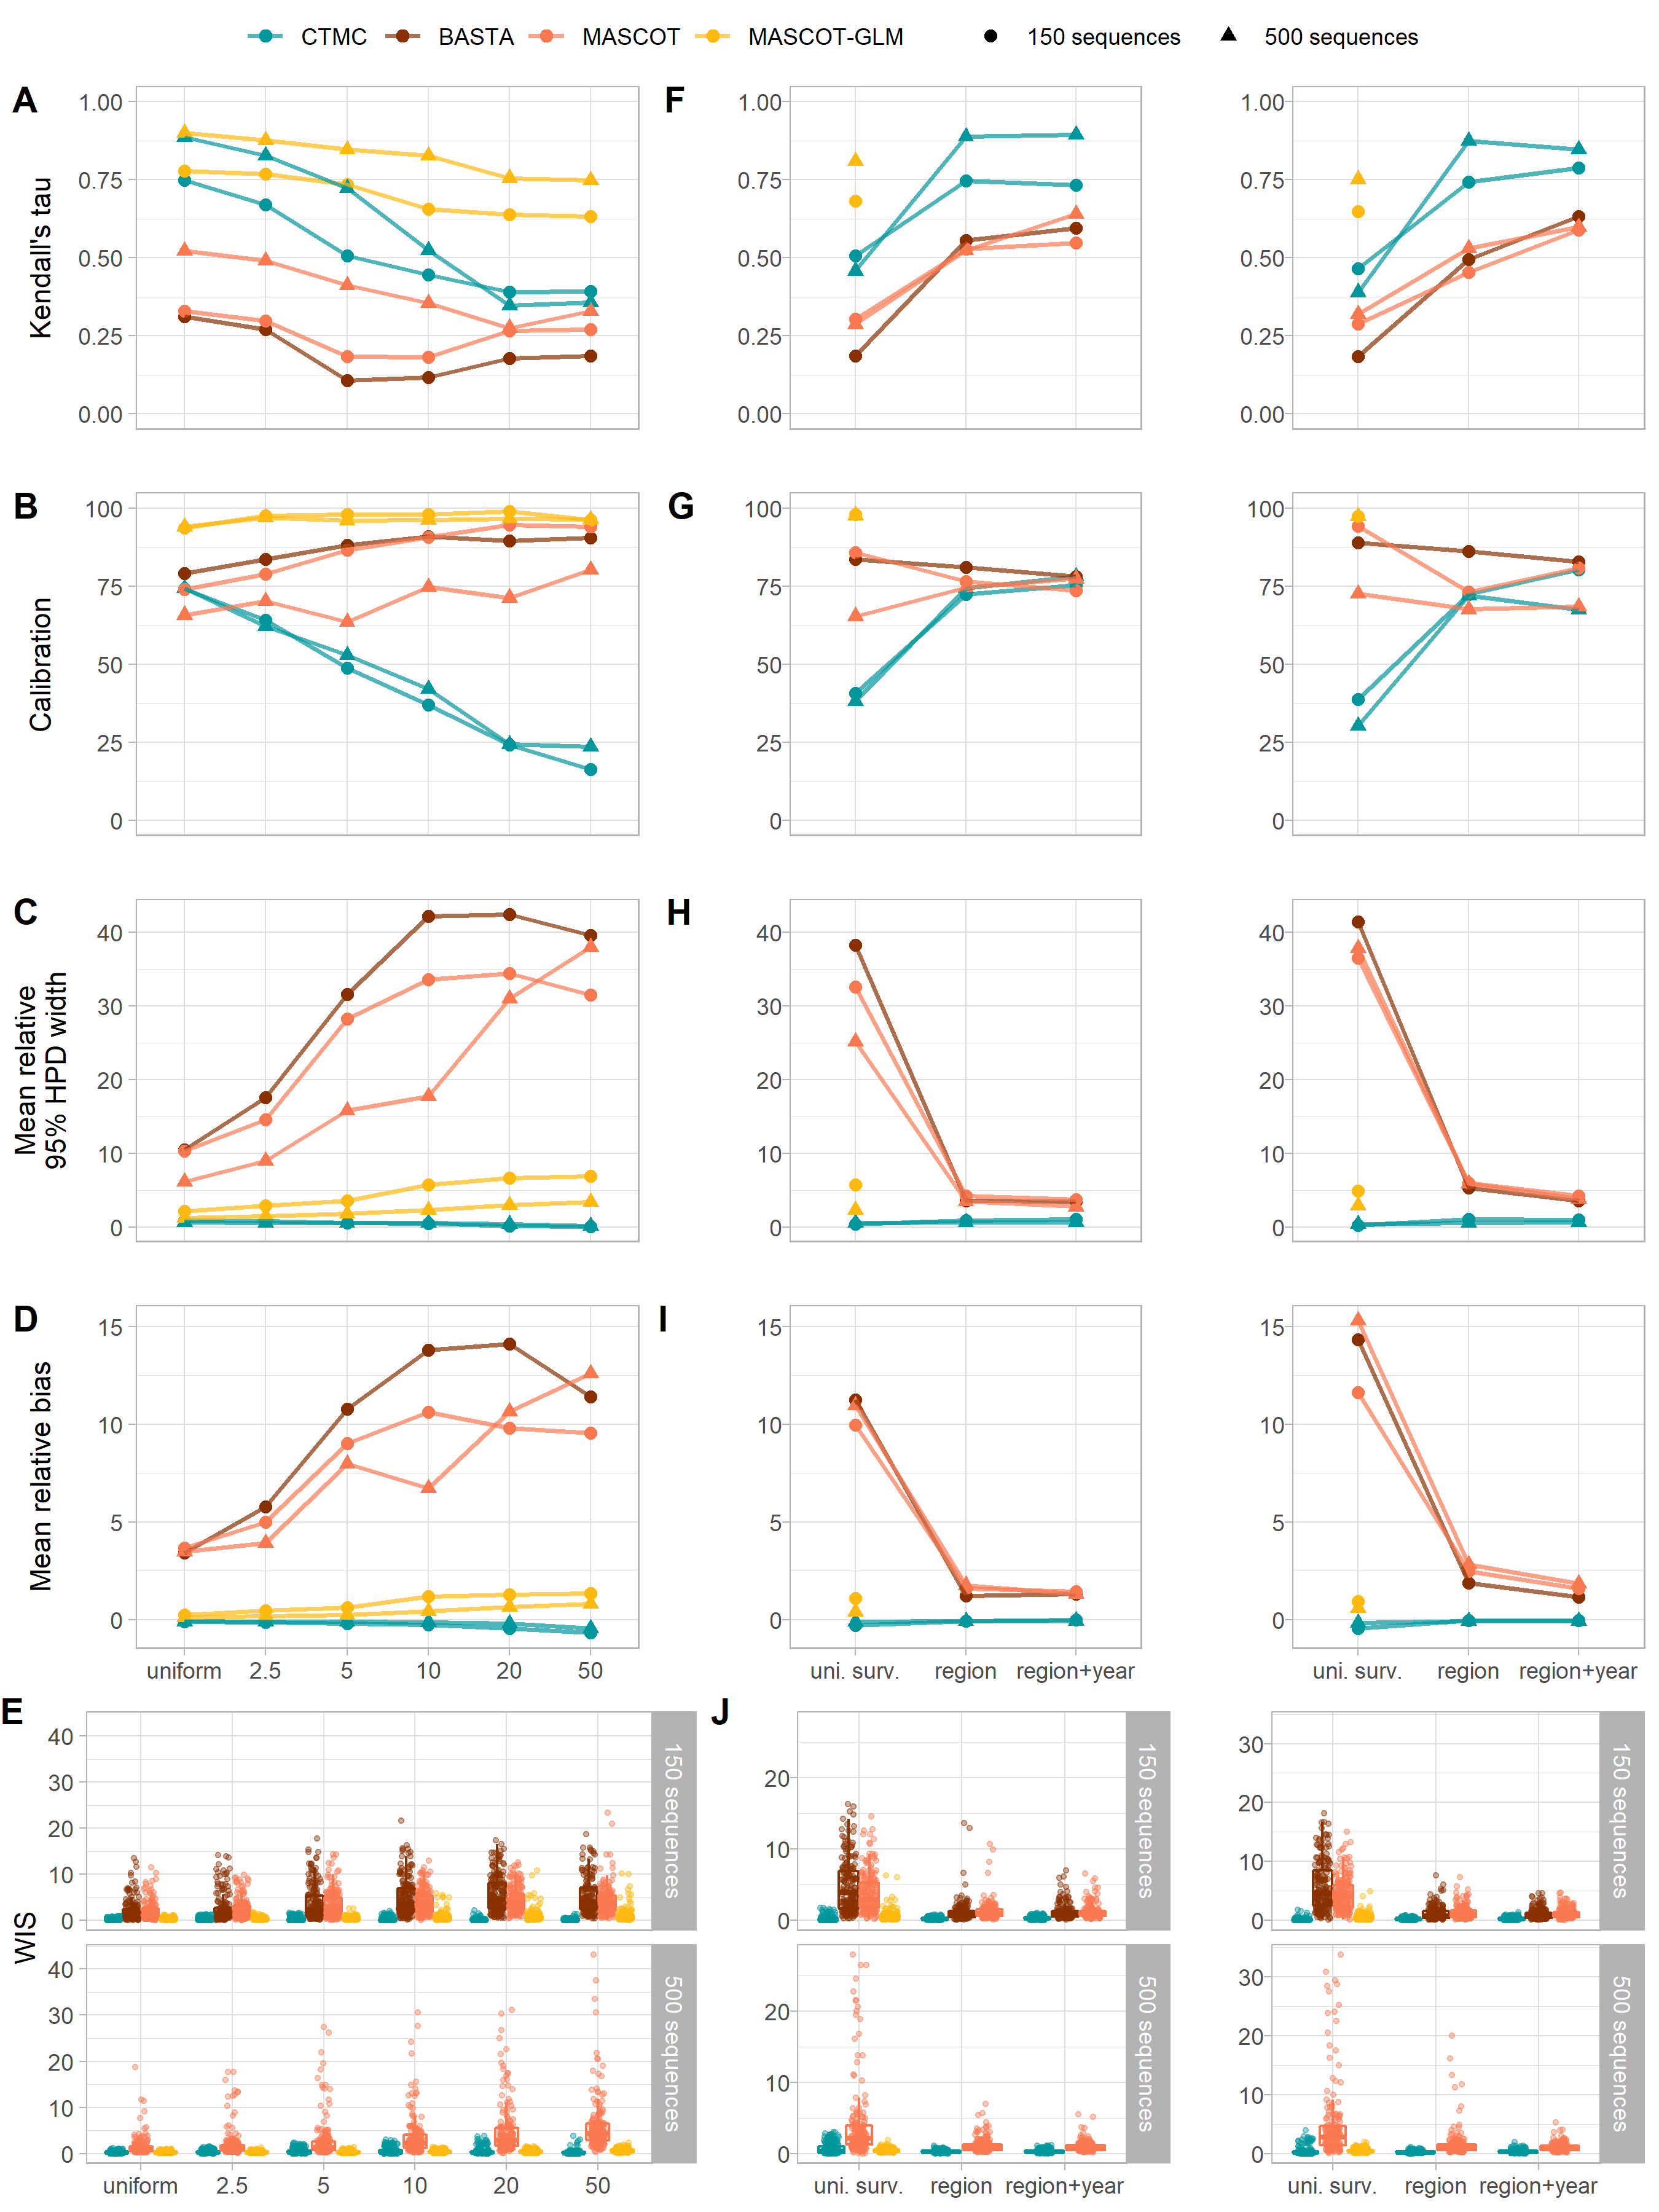 CTMC BASTA MASCOT MASCOT-GLM 150 sequences 500 sequences
A
Kendall's tau
1.00
0.75
0.50
0.25
0.00
F
1.00
0.75
0.50
0.25
0.00
1.00
0.75
0.50
0.25
0.00
B
Calibration
100
75
50
25
0
G
100
75
50
25
0
100
75
50
25
0
C
Mean relative
95% HPD width
40
30
20
10
0
H
40
30
20
10
0
40
30
20
10
0
D
Mean relative bias
15
10
5
0
uniform 2.5 5 10 20 50
I
15
10
5
0
uni. surv. region region+year
15
10
5
0
uni. surv. region region+year
E
WIS
40
30
20
10
0
150 sequences
40
30
20
10
0
500 sequences
uniform 2.5 5 10 20 50
J
20
10
0
150 sequences
20
10
0
500 sequences
uni. surv. region region+year
30
20
10
0
150 sequences
30
20
10
0
500 sequences
uni. surv. region region+year